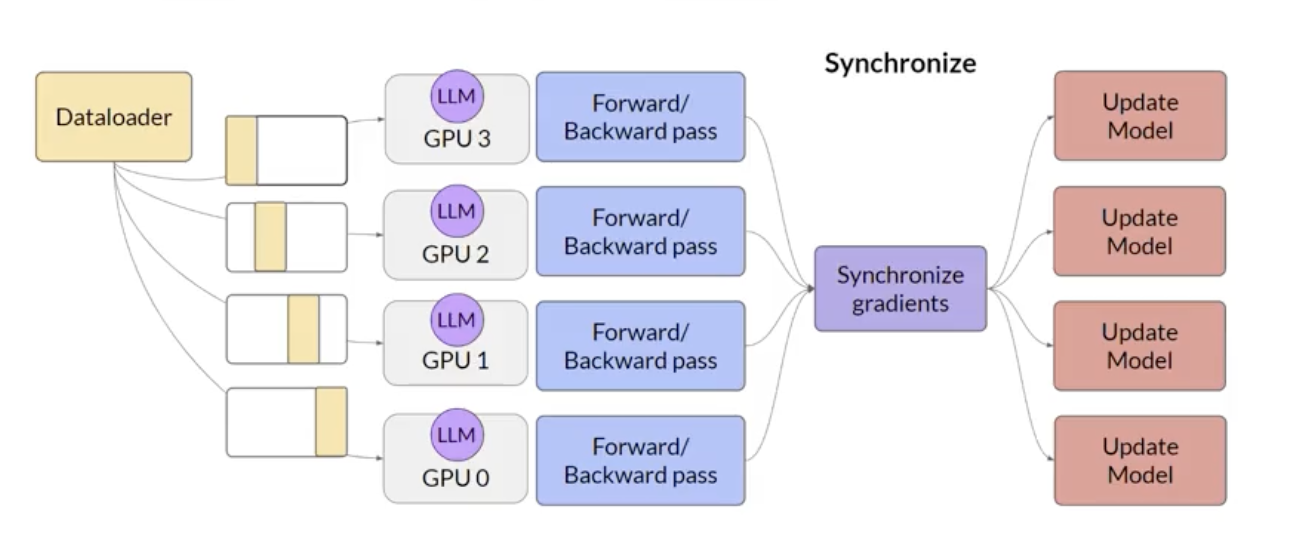 Synchronize
Dataloader
LLM
GPU 3
Forward/
Backward pass
Update
Model
LLM
GPU 2
Forward/
Backward pass
Update
Model
Synchronize
gradients
LLM
GPU 1
Forward/
Backward pass
Update
Model
LLM
GPU 0
Forward/
Backward pass
Update
Model